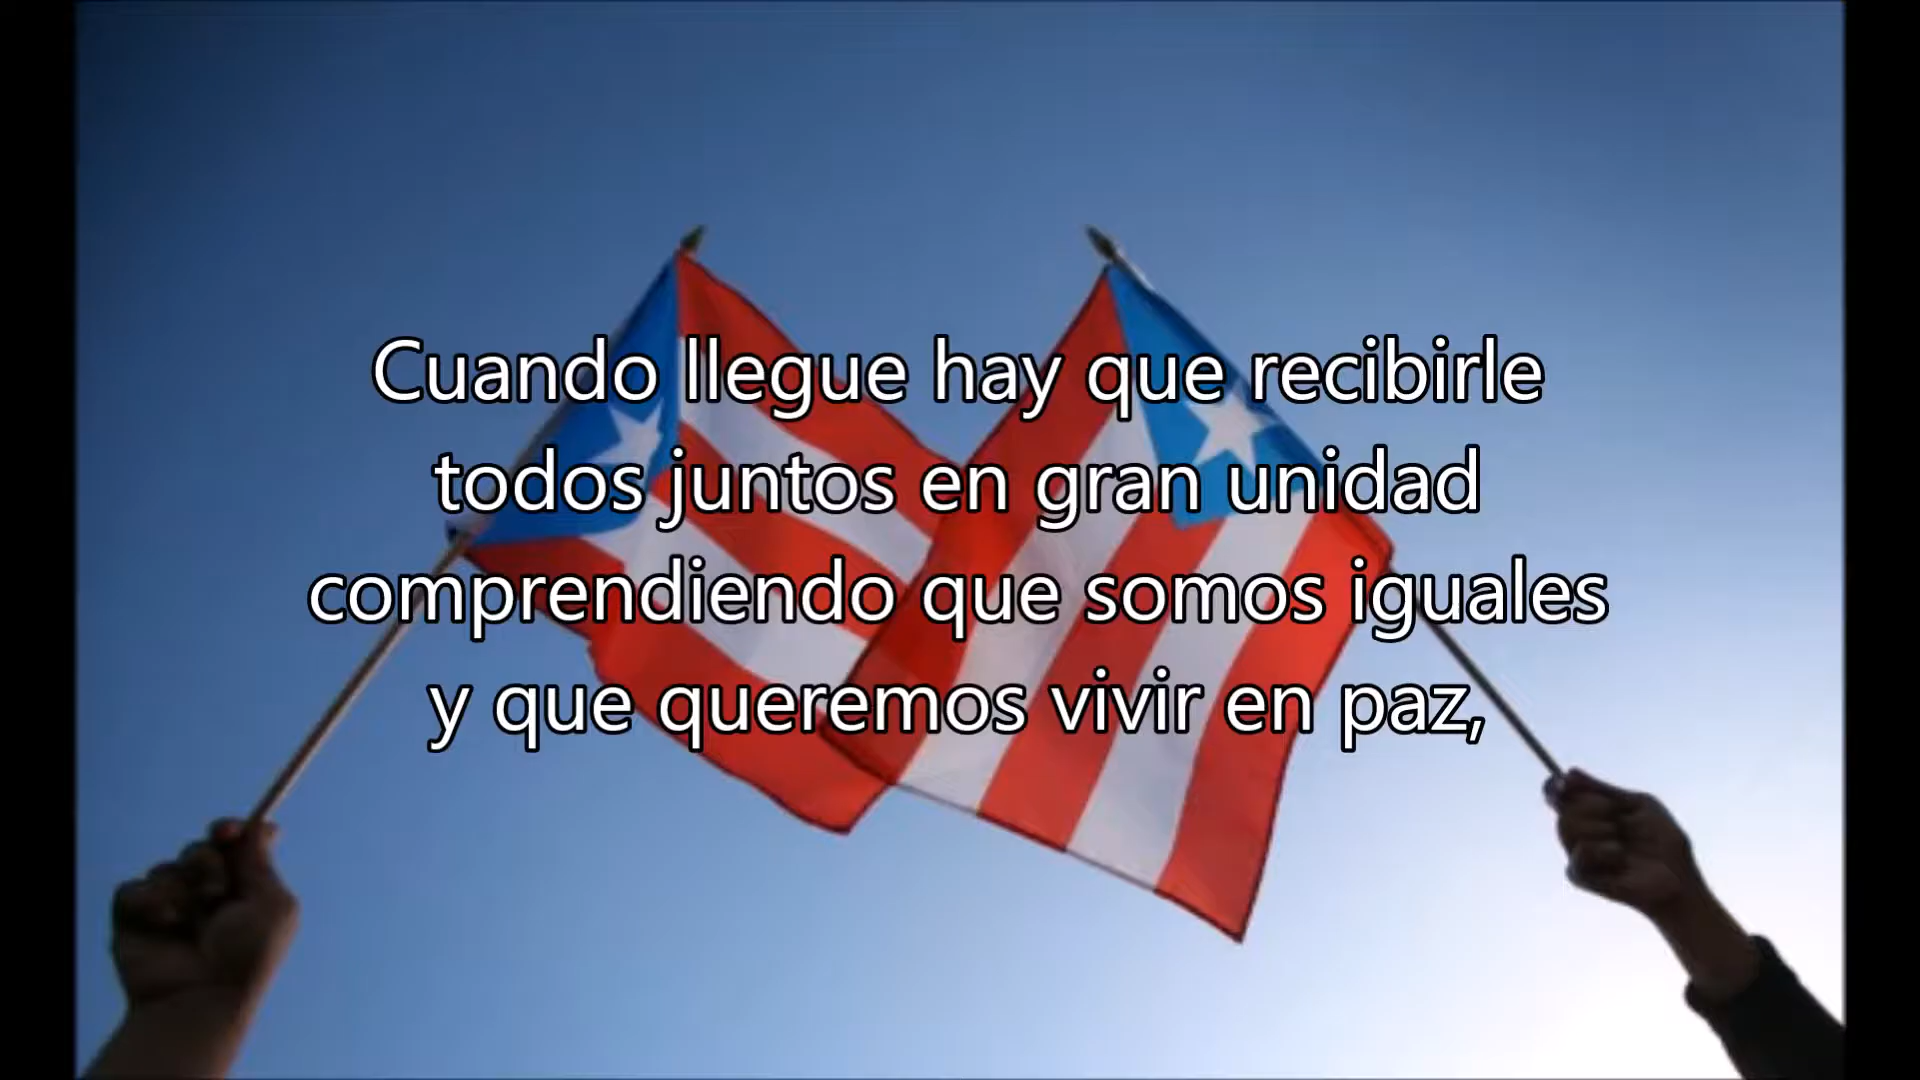 Cuando llegue hay que recibirle
todos juntos en gran unidad
comprendiendo que somos iguales
y que queremos vivir en paz,